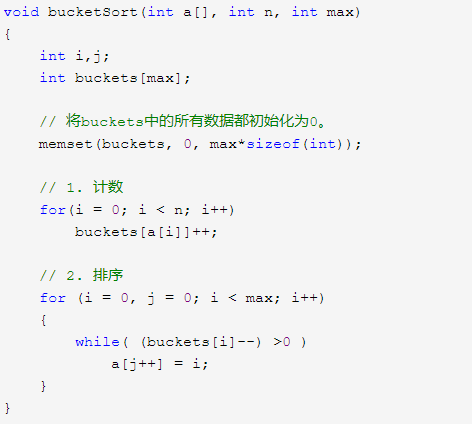 void bucketSort(int a[], int n, int max)
{
    int i,j;
    int buckets[max];

    // 将buckets中的所有数据都初始化为0。
    memset(buckets, 0, max*sizeof(int));

    // 1. 计数
    for(i = 0; i < n; i++)
        buckets[a[i]]++;

    // 2. 排序
    for (i = 0, j = 0; i < max; i++)
    {
        while( (buckets[i]--) >0 )
            a[j++] = i;
    }
}